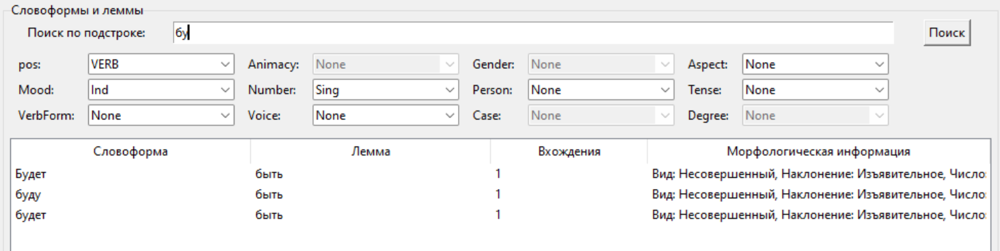 Словоформы и леммы
Поиск по подстроке: бу Поиск
pos: VERB Animacy: None Gender: None Aspect: None
Mood: Ind Number: Sing Person: None Tense: None
VerbForm: None Voice: None Case: None Degree: None
Словоформа Лемма Вхождения Морфологическая информация
Будет быть 1 Вид: Несовершенный, Наклонение: Изъявительное, Число:
буду быть 1 Вид: Несовершенный, Наклонение: Изъявительное, Число:
будет быть 1 Вид: Несовершенный, Наклонение: Изъявительное, Число: